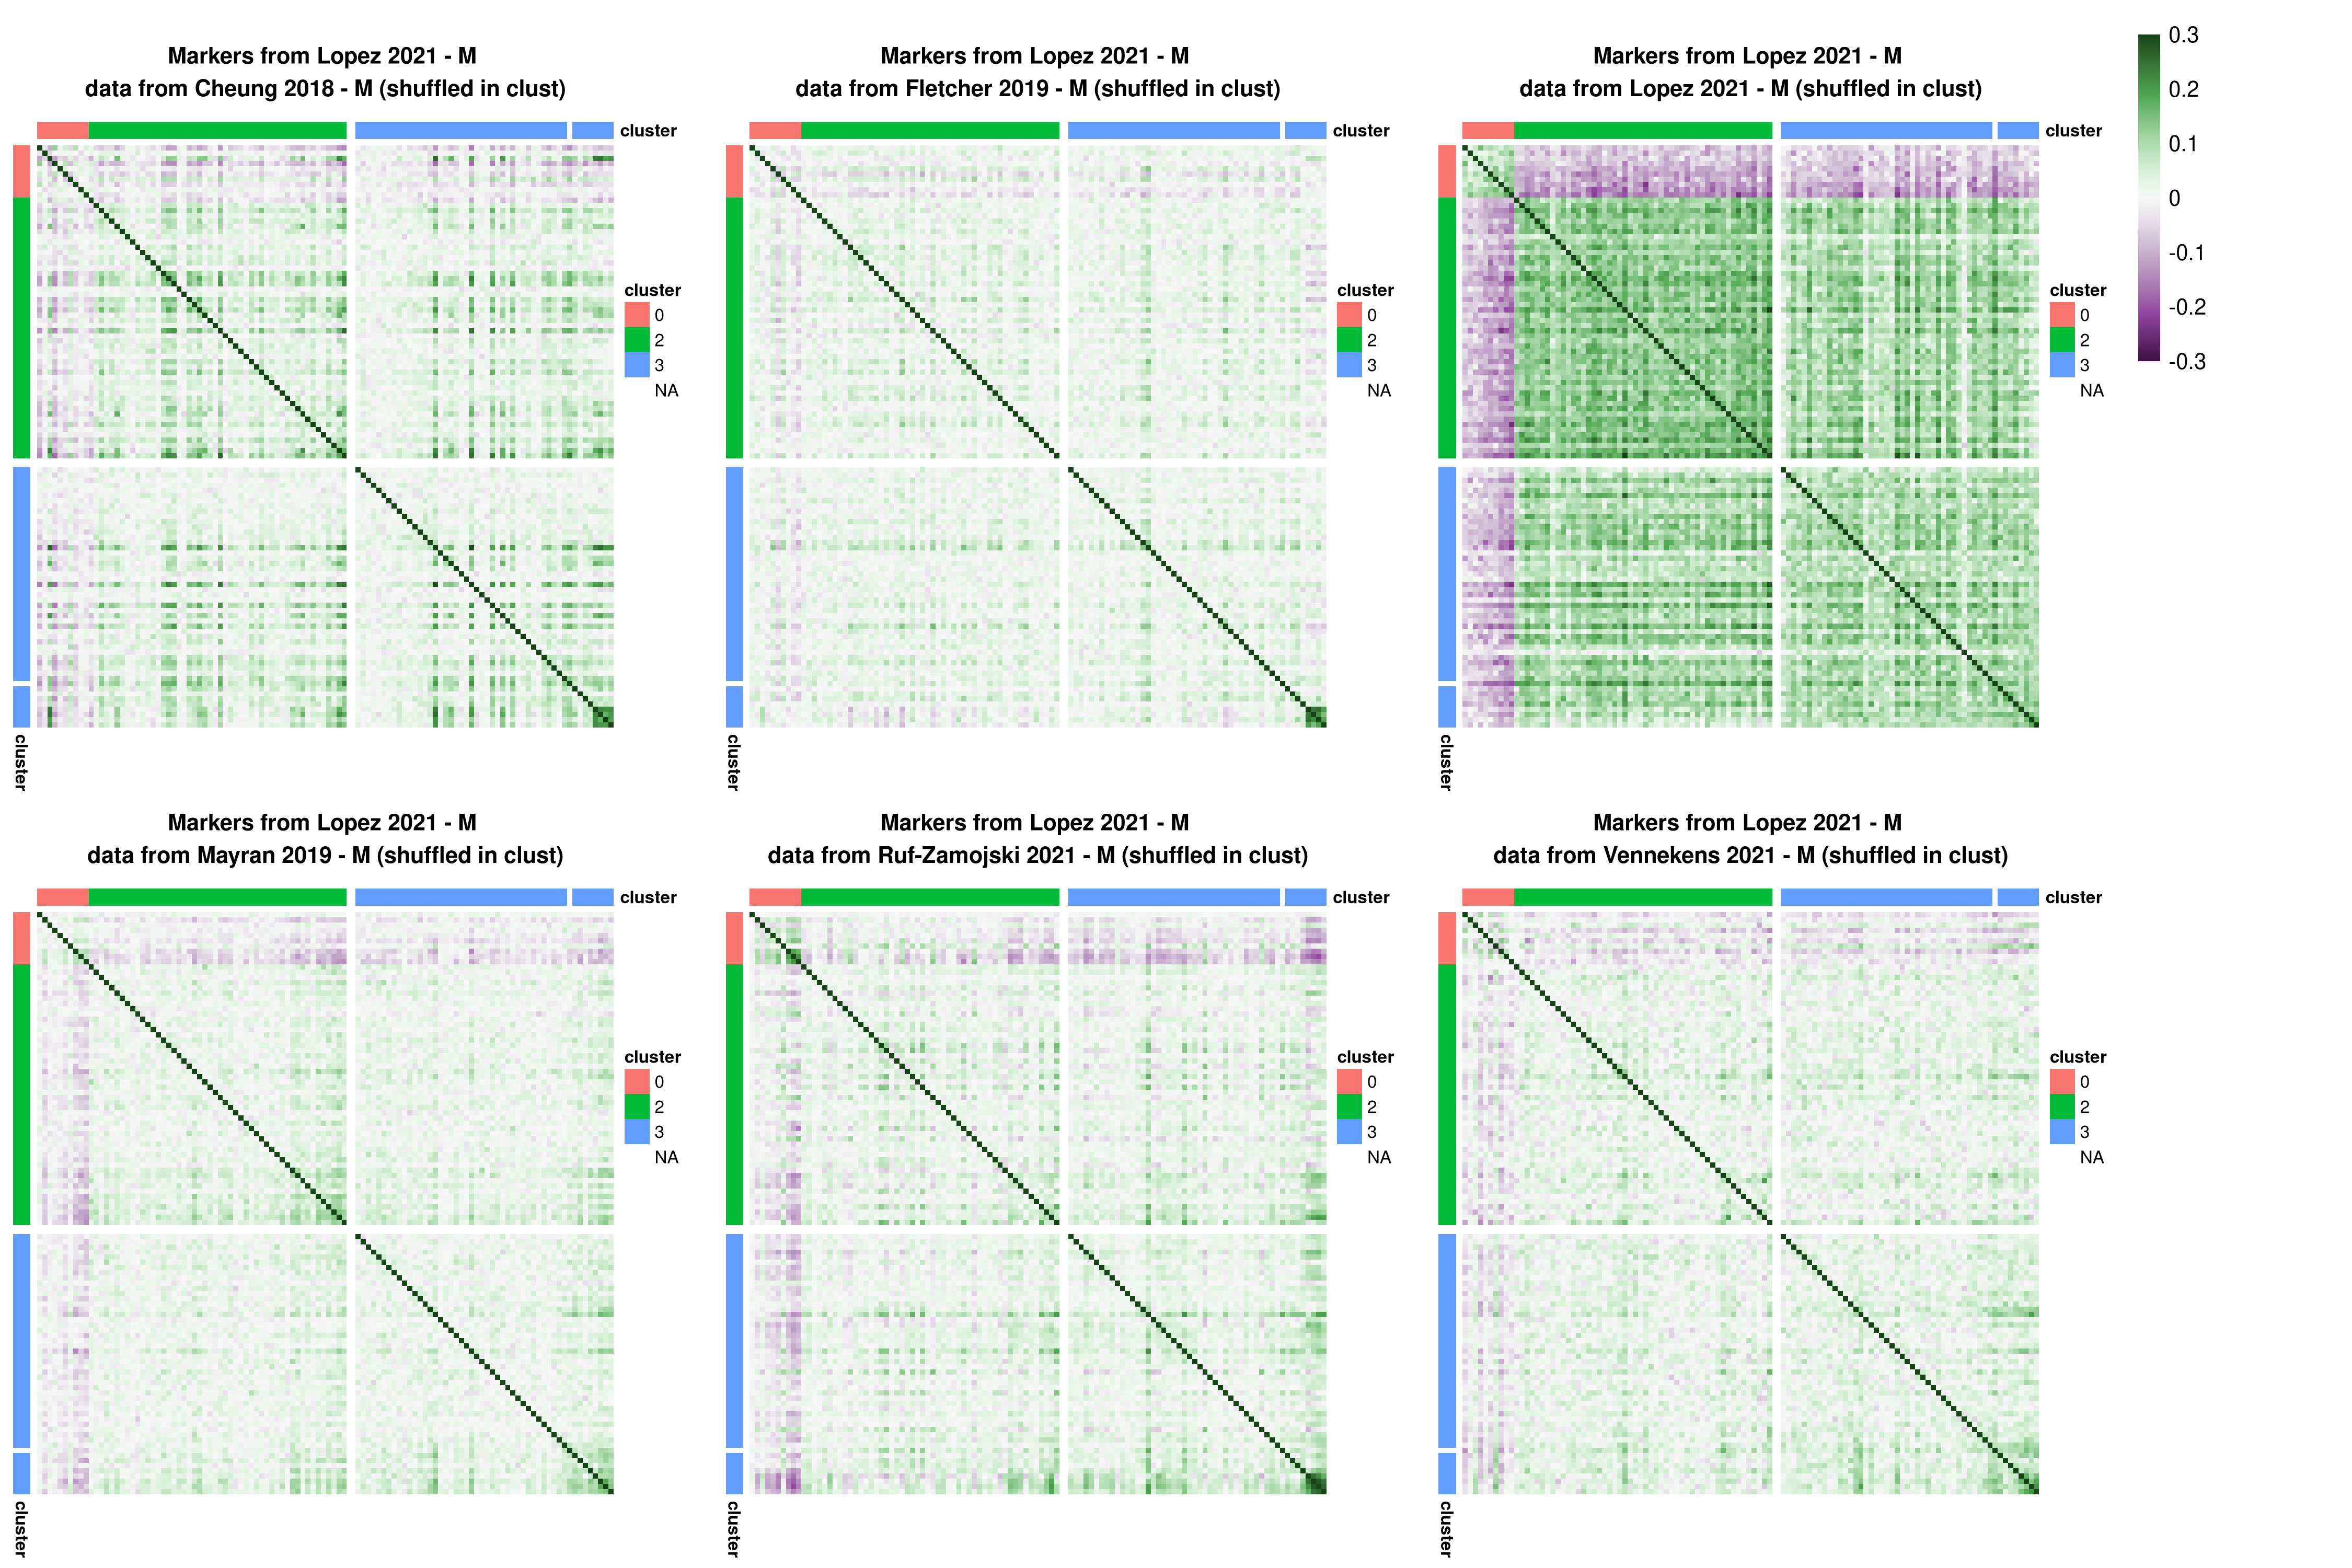 Markers from Lopez 2021 - M
data from Cheung 2018 - M (shuffled in clust)
cluster
cluster
0
2
3
NA
cluster
Markers from Lopez 2021 - M
data from Fletcher 2019 - M (shuffled in clust)
cluster
cluster
0
2
3
NA
cluster
Markers from Lopez 2021 - M
data from Lopez 2021 - M (shuffled in clust)
cluster
cluster
0
2
3
NA
cluster
0.3
0.2
0.1
0
-0.1
-0.2
-0.3
Markers from Lopez 2021 - M
data from Mayran 2019 - M (shuffled in clust)
cluster
cluster
0
2
3
NA
cluster
Markers from Lopez 2021 - M
data from Ruf-Zamojski 2021 - M (shuffled in clust)
cluster
cluster
0
2
3
NA
cluster
Markers from Lopez 2021 - M
data from Vennekens 2021 - M (shuffled in clust)
cluster
cluster
0
2
3
NA
cluster